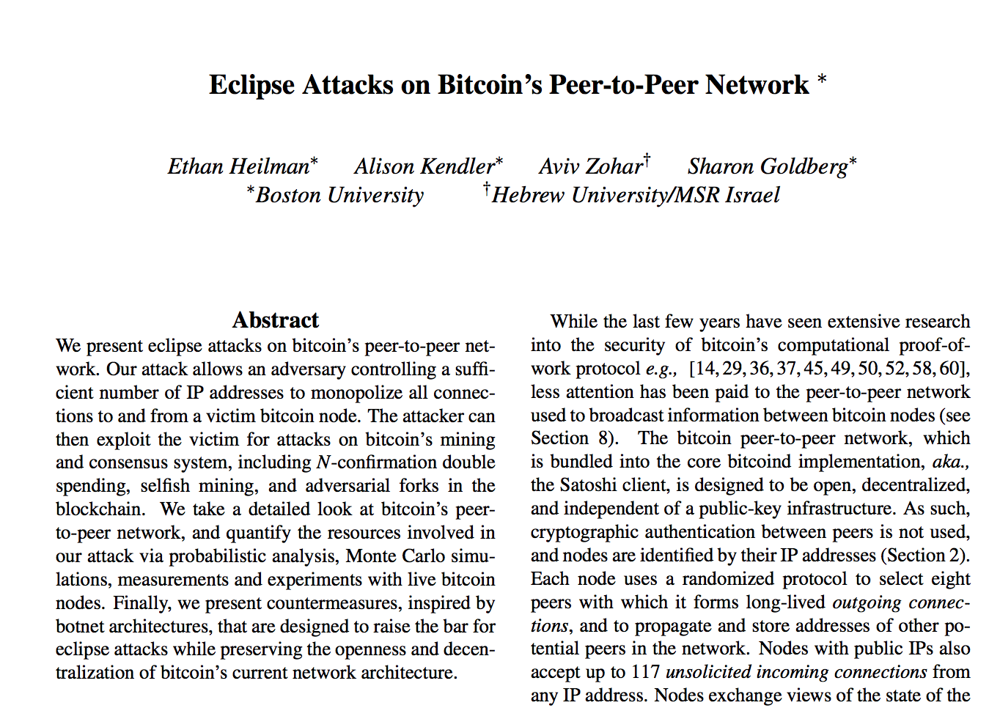 Eclipse Attacks on Bitcoin's Peer-to-Peer Network *
Ethan Heilman* Alison Kendler* Aviv Zohar† Sharon Goldberg*
*Boston University †Hebrew University/MSR Israel
Abstract
We present eclipse attacks on bitcoin's peer-to-peer net-
work. Our attack allows an adversary controlling a suffi-
cient number of IP addresses to monopolize all connec-
tions to and from a victim bitcoin node. The attacker can
then exploit the victim for attacks on bitcoin's mining
and consensus system, including N-confirmation double
spending, selfish mining, and adversarial forks in the
blockchain. We take a detailed look at bitcoin's peer-
to-peer network, and quantify the resources involved in
our attack via probabilistic analysis, Monte Carlo simu-
lations, measurements and experiments with live bitcoin
nodes. Finally, we present countermeasures, inspired by
botnet architectures, that are designed to raise the bar for
eclipse attacks while preserving the openness and decen-
tralization of bitcoin's current network architecture.
While the last few years have seen extensive research
into the security of bitcoin's computational proof-of-
work protocol e.g., [14, 29, 36, 37, 45, 49, 50, 52, 58, 60],
less attention has been paid to the peer-to-peer network
used to broadcast information between bitcoin nodes (see
Section 8). The bitcoin peer-to-peer network, which
is bundled into the core bitcoind implementation, aka.,
the Satoshi client, is designed to be open, decentralized,
and independent of a public-key infrastructure. As such,
cryptographic authentication between peers is not used,
and nodes are identified by their IP addresses (Section 2).
Each node uses a randomized protocol to select eight
peers with which it forms long-lived outgoing connec-
tions, and to propagate and store addresses of other po-
tential peers in the network. Nodes with public IPs also
accept up to 117 unsolicited incoming connections from
any IP address. Nodes exchange views of the state of the